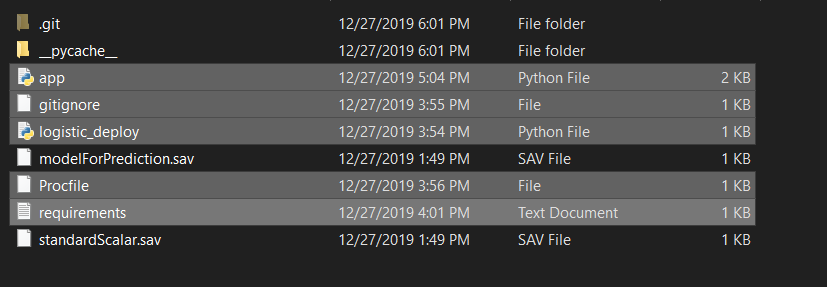 .git 12/27/2019 6:01 PM File folder
__pycache__ 12/27/2019 6:01 PM File folder
app 12/27/2019 5:04 PM Python File 2 KB
gitignore 12/27/2019 3:55 PM File 1 KB
logistic_deploy 12/27/2019 3:54 PM Python File 1 KB
modelForPrediction.sav 12/27/2019 1:49 PM SAV File 1 KB
Procfile 12/27/2019 3:56 PM File 1 KB
requirements 12/27/2019 4:01 PM Text Document 1 KB
standardScalar.sav 12/27/2019 1:49 PM SAV File 1 KB